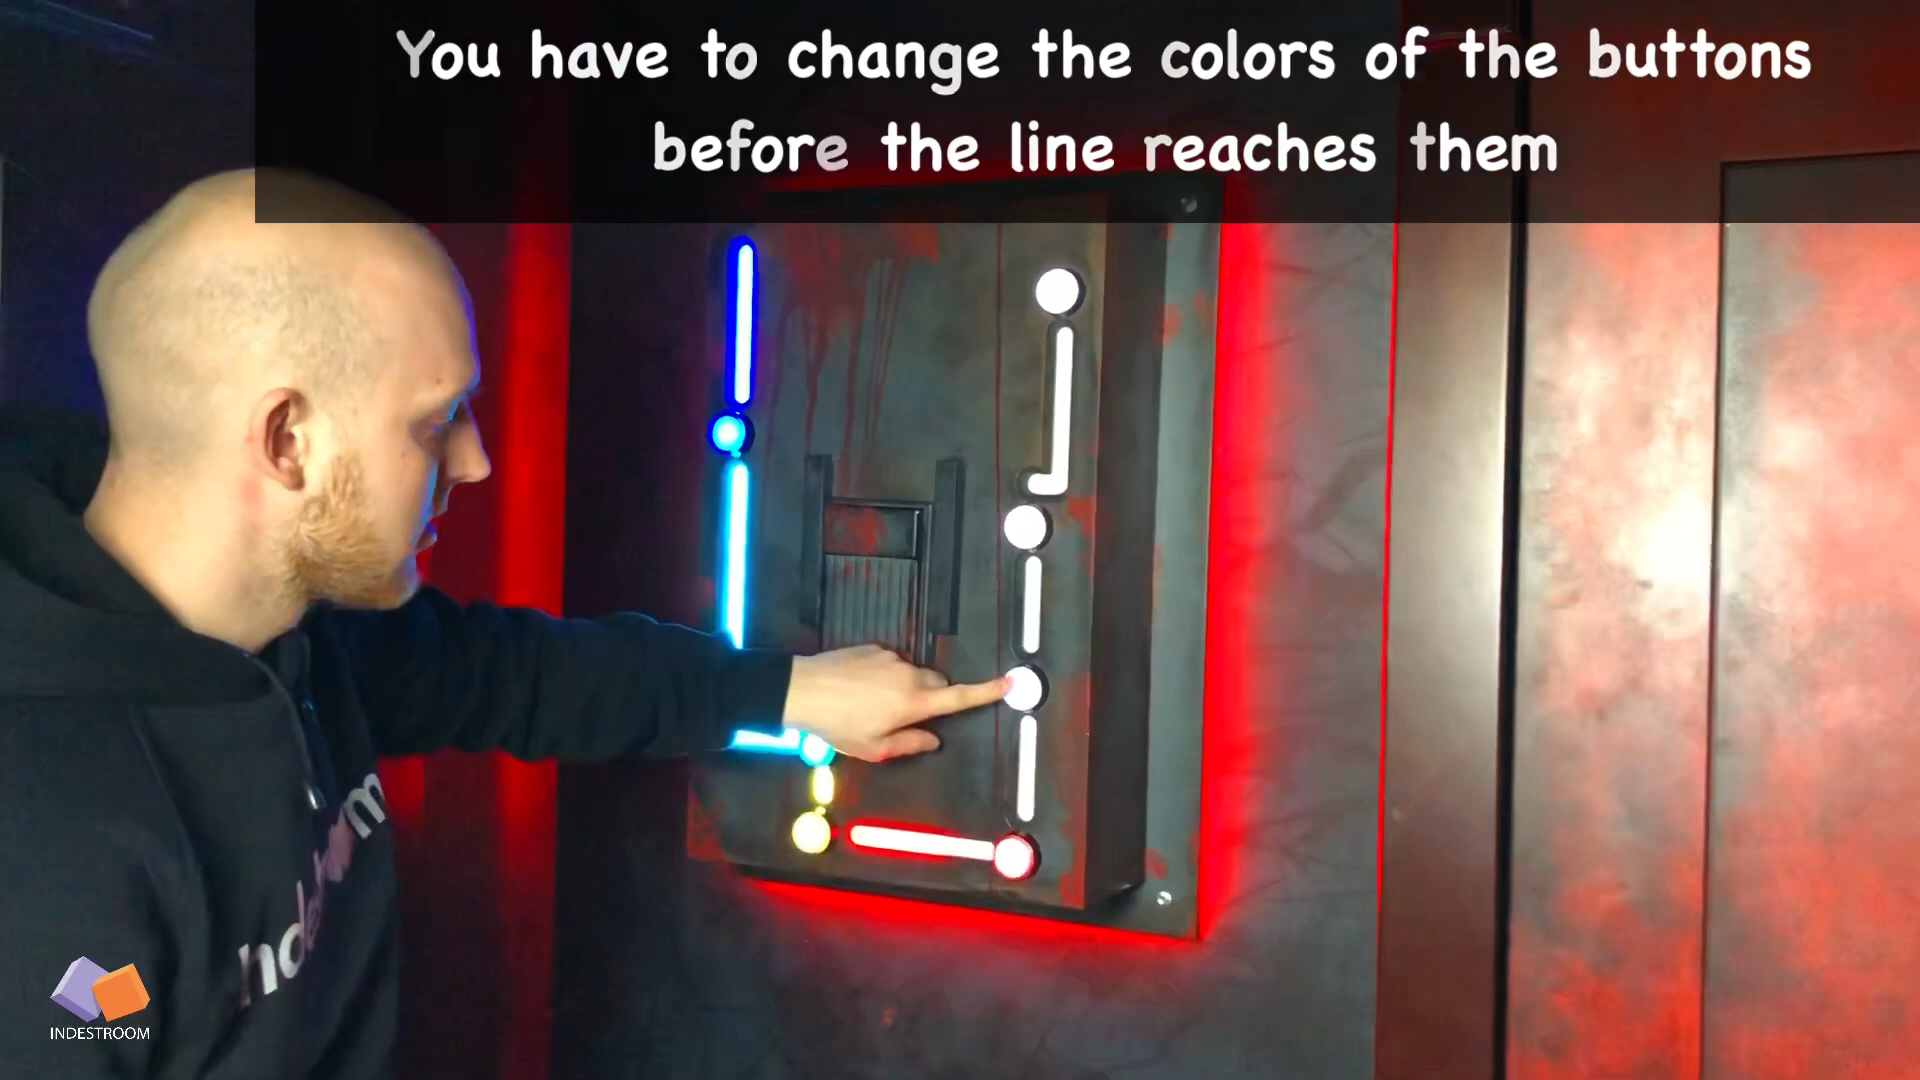 You have to change the colors of the buttons
before the line reaches them
INDESTROOM